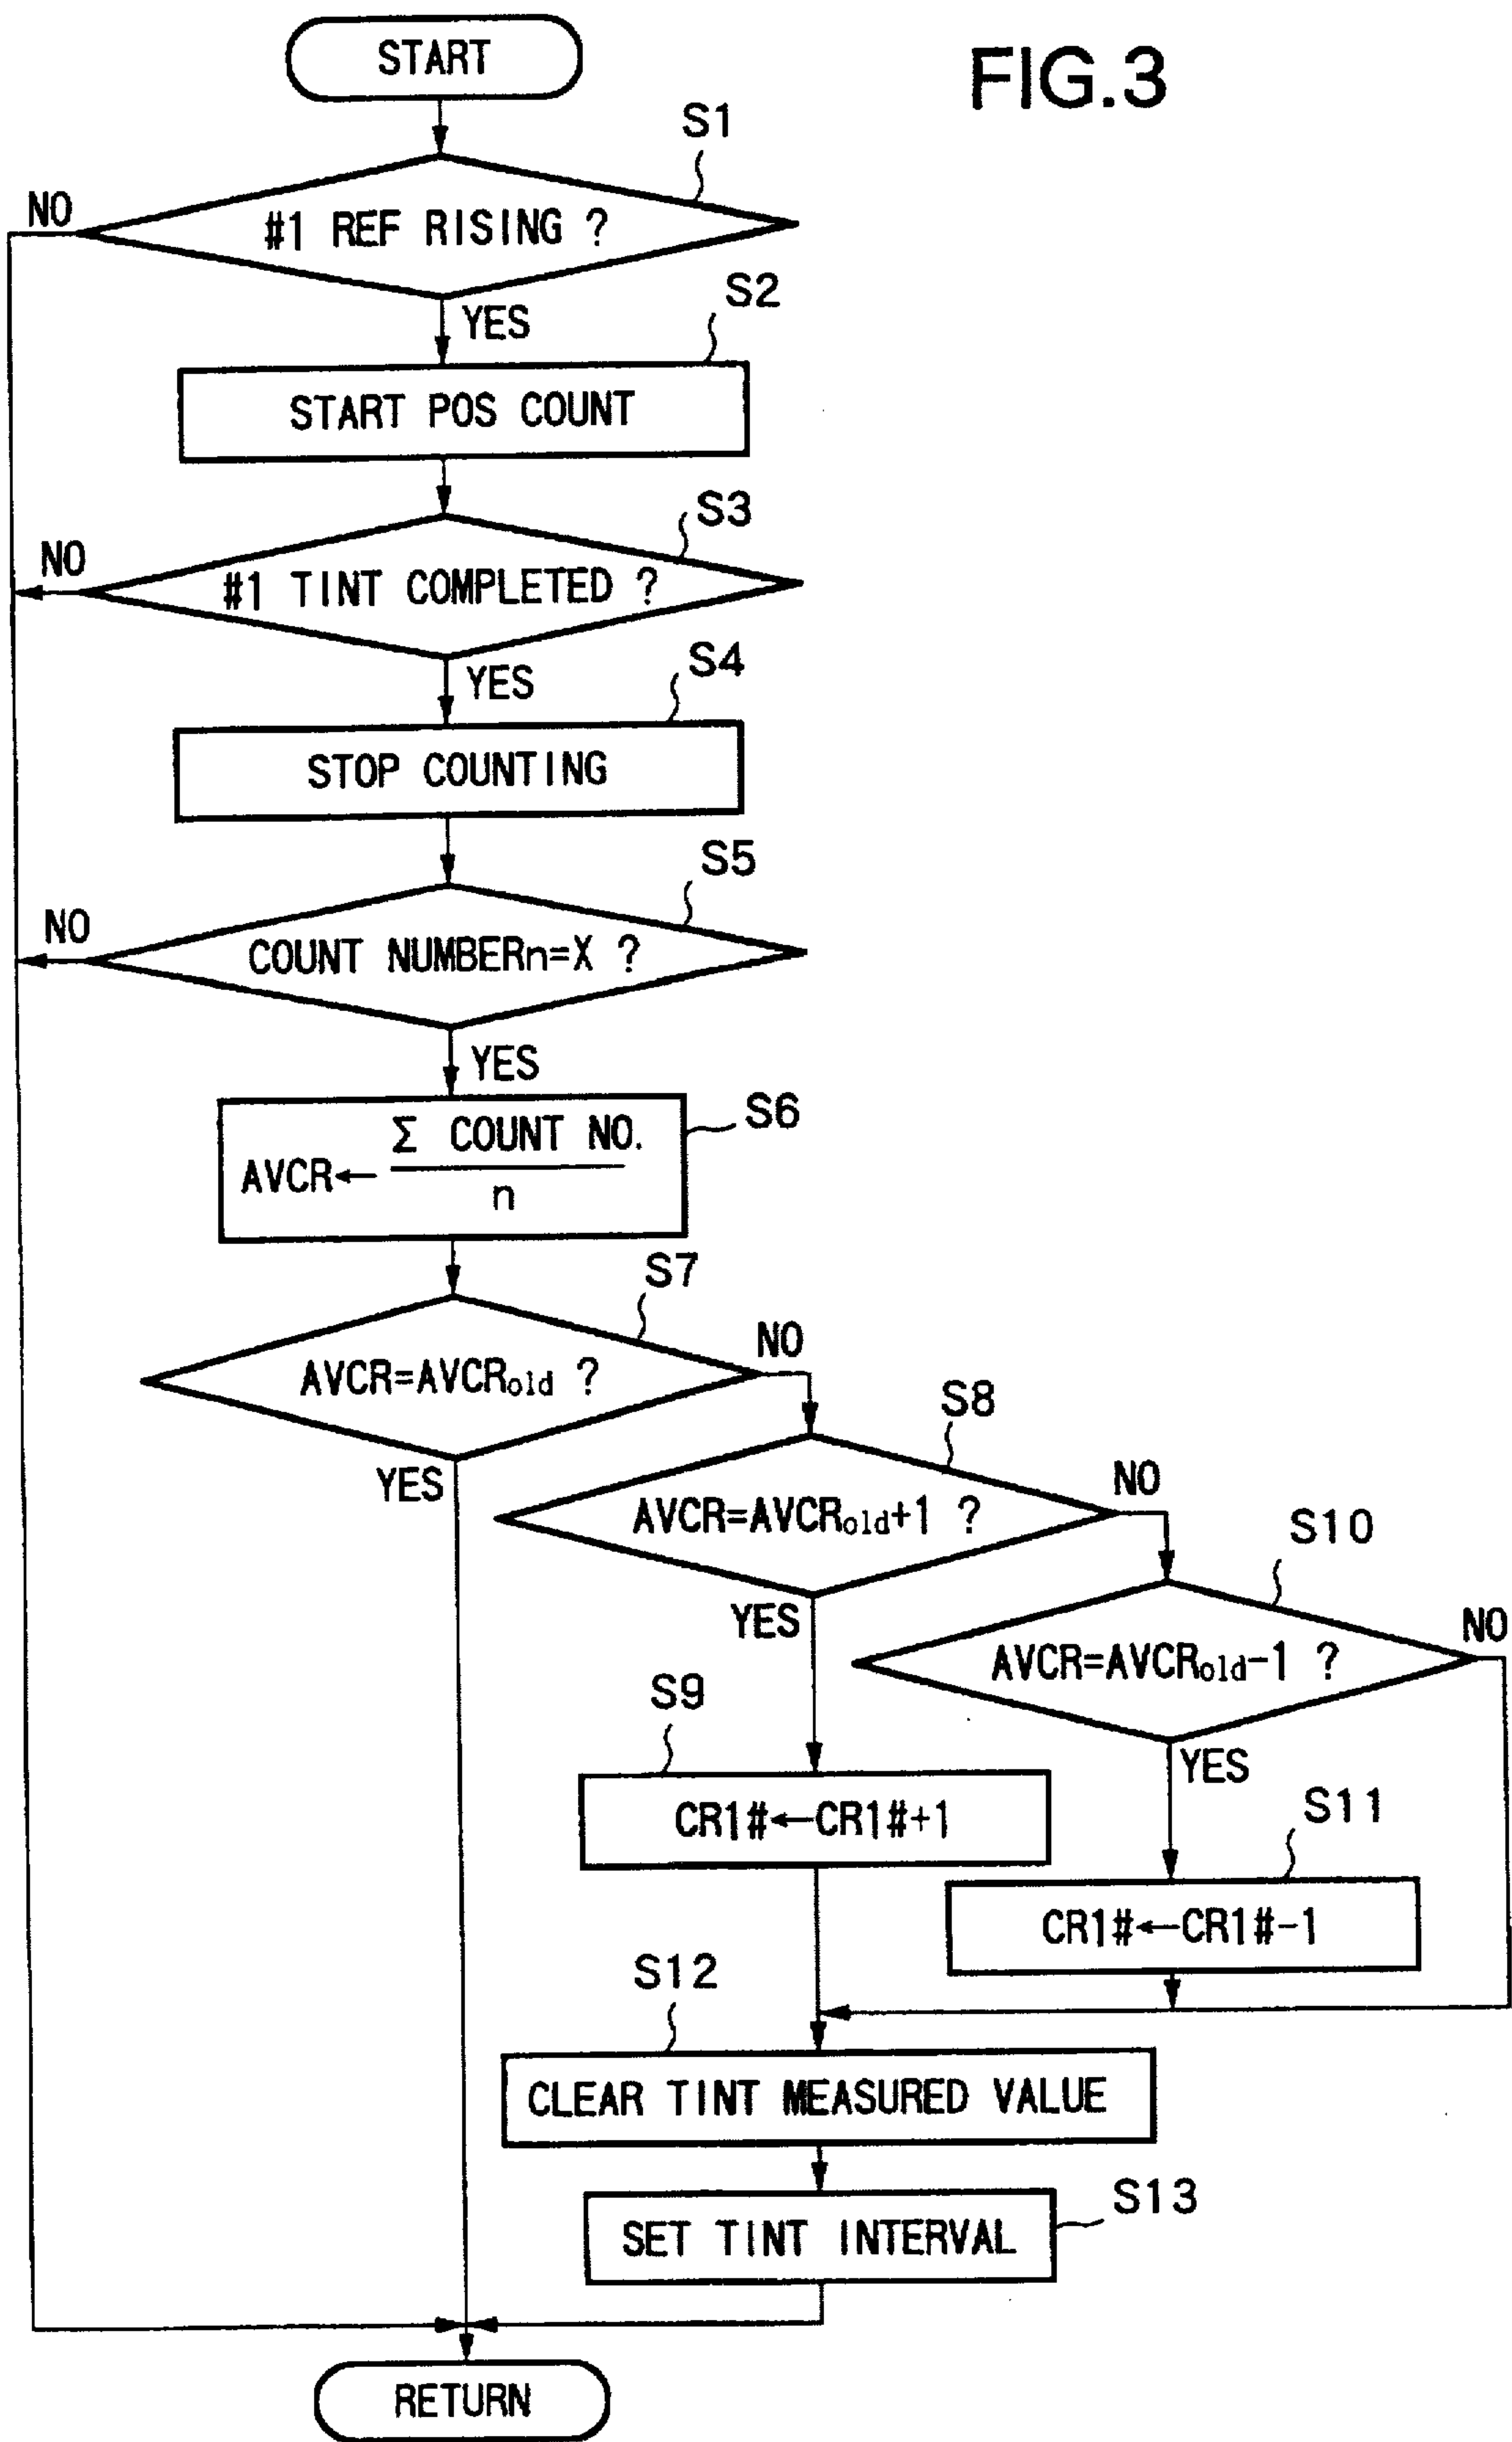 START
FIG.3
S1
NO
#1 REF RISING ?
S2
YES
START POS COUNT
S3
NO
#1 TINT COMPLETED ?
S4
YES
STOP COUNTING
S5
NO
COUNT NUMBERn=X ?
YES
S6
Σ COUNT NO.
AVCR←
n
S7
NO
AVCR=AVCRold ?
S8
YES
NO
AVCR=AVCRold+1 ?
S10
YES
NO
AVCR=AVCRold-1 ?
S9
YES
CR1#←CR1#+1
S11
CR1#←CR1#-1
S12
CLEAR TINT MEASURED VALUE
S13
SET TINT INTERVAL
RETURN